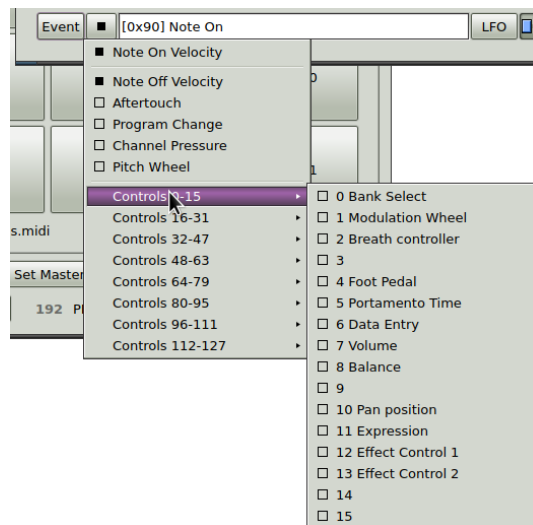 Event [0x90] Note On LFO
Note On Velocity
Note Off Velocity
Aftertouch
Program Change
Channel Pressure
Pitch Wheel
Controls 0-15
Controls 16-31
Controls 32-47
Controls 48-63
Controls 64-79
Controls 80-95
Controls 96-111
Controls 112-127
0
1
s.midi
Set Master
192
0 Bank Select
1 Modulation Wheel
2 Breath controller
3
4 Foot Pedal
5 Portamento Time
6 Data Entry
7 Volume
8 Balance
9
10 Pan position
11 Expression
12 Effect Control 1
13 Effect Control 2
14
15